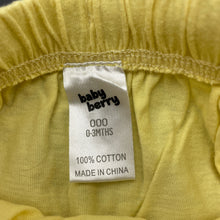 baby
berry
000
0-3MTHS
100% COTTON
MADE IN CHINA